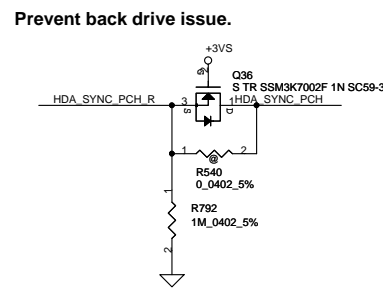 Prevent back drive issue.
+3VS
G
2
Q36
S TR SSM3K7002F 1N SC59-3
HDA_SYNC_PCH_R
3
S
1
D
HDA_SYNC_PCH
1
@
2
R540
0_0402_5%
1
R792
1M_0402_5%
2